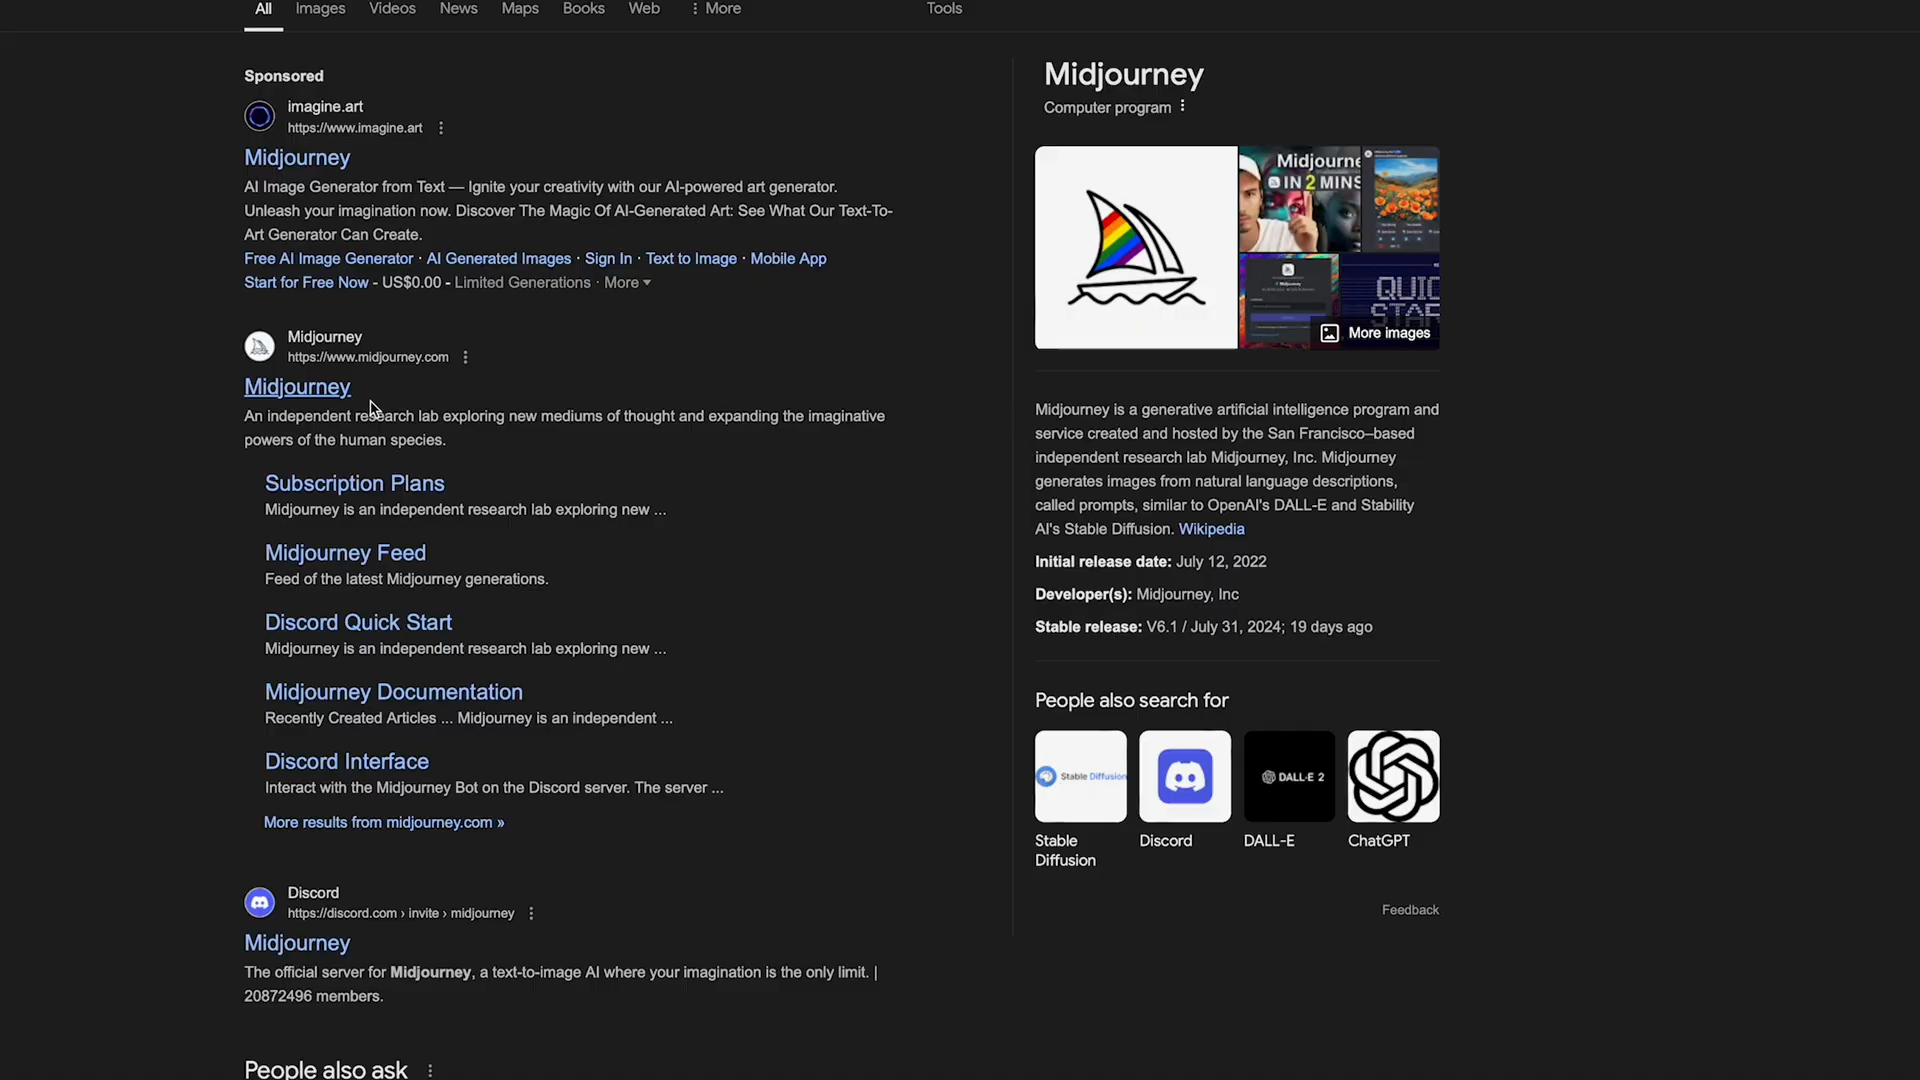 All Images Videos News Maps Books Web More Tools
Sponsored
imagine.art
https://www.imagine.art
Midjourney
AI Image Generator from Text — Ignite your creativity with our AI-powered art generator.
Unleash your imagination now. Discover The Magic Of AI-Generated Art: See What Our Text-To-
Art Generator Can Create.
Free AI Image Generator · AI Generated Images · Sign In · Text to Image · Mobile App
Start for Free Now - US$0.00 - Limited Generations · More
Midjourney
https://www.midjourney.com
Midjourney
An independent research lab exploring new mediums of thought and expanding the imaginative
powers of the human species.
Subscription Plans
Midjourney is an independent research lab exploring new ...
Midjourney Feed
Feed of the latest Midjourney generations.
Discord Quick Start
Midjourney is an independent research lab exploring new ...
Midjourney Documentation
Recently Created Articles ... Midjourney is an independent ...
Discord Interface
Interact with the Midjourney Bot on the Discord server. The server ...
More results from midjourney.com »
Discord
https://discord.com › invite › midjourney
Midjourney
The official server for Midjourney, a text-to-image AI where your imagination is the only limit. |
20872496 members.
People also ask
Midjourney
Computer program
Midjourne
IN 2 MINS
Midjourney
QUIC
STAR
More images
Midjourney is a generative artificial intelligence program and
service created and hosted by the San Francisco–based
independent research lab Midjourney, Inc. Midjourney
generates images from natural language descriptions,
called prompts, similar to OpenAI's DALL-E and Stability
AI's Stable Diffusion. Wikipedia
Initial release date: July 12, 2022
Developer(s): Midjourney, Inc
Stable release: V6.1 / July 31, 2024; 19 days ago
People also search for
Stable Diffusion
DALL·E 2
Stable
Diffusion
Discord
DALL-E
ChatGPT
Feedback